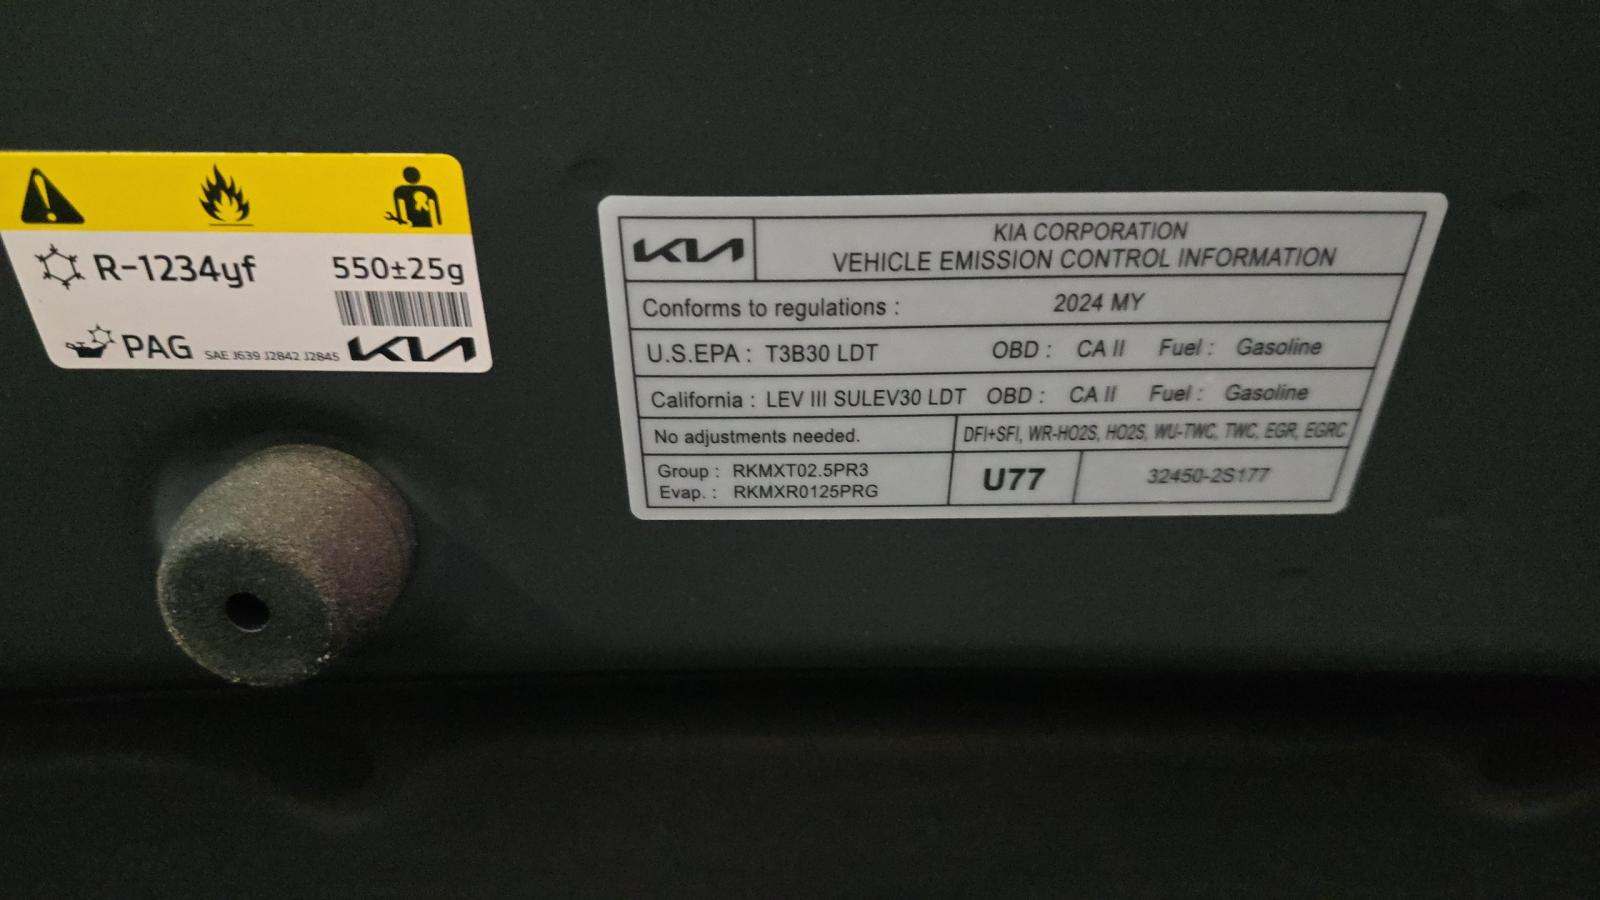 R-1234yf 550±25g
PAG SAE J639 J2842 J2845 KIA
KIA
KIA CORPORATION
VEHICLE EMISSION CONTROL INFORMATION
Conforms to regulations : 2024 MY
U.S.EPA : T3B30 LDT OBD : CA II Fuel : Gasoline
California : LEV III SULEV30 LDT OBD : CA II Fuel : Gasoline
No adjustments needed. DFI+SFI, WR-HO2S, HO2S, WU-TWC, TWC, EGR, EGRC
Group : RKMXT02.5PR3
Evap. : RKMXR0125PRG
U77 32450-2S177